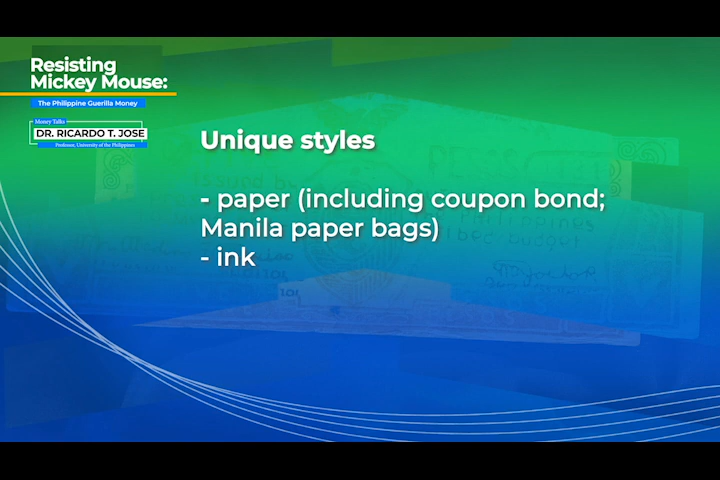 Resisting
Mickey Mouse:
The Philippine Guerilla Money
Money Talks
DR. RICARDO T. JOSE
Professor, University of the Philippines
Unique styles
- paper (including coupon bond;
Manila paper bags)
- ink